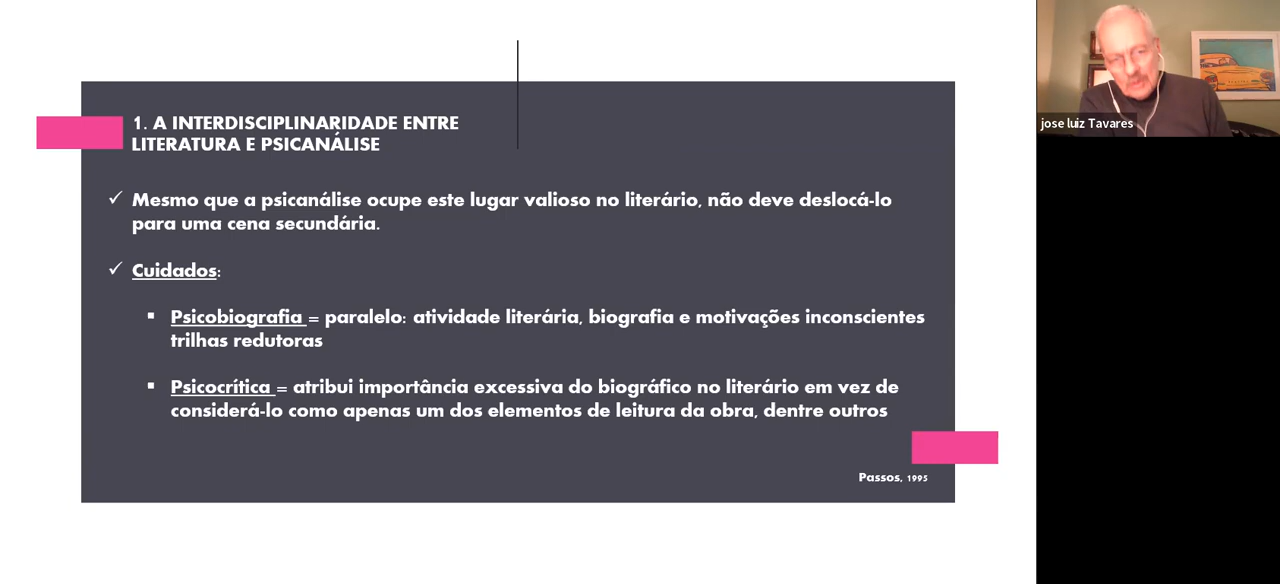 1. A INTERDISCIPLINARIDADE ENTRE
LITERATURA E PSICANÁLISE
Mesmo que a psicanálise ocupe este lugar valioso no literário, não deve deslocá-lo
para uma cena secundária.
Cuidados:
Psicobiografia = paralelo: atividade literária, biografia e motivações inconscientes
trilhas redutoras
Psicocrítica = atribui importância excessiva do biográfico no literário em vez de
considerá-lo como apenas um dos elementos de leitura da obra, dentre outros
Passos, 1995
jose luiz Tavares